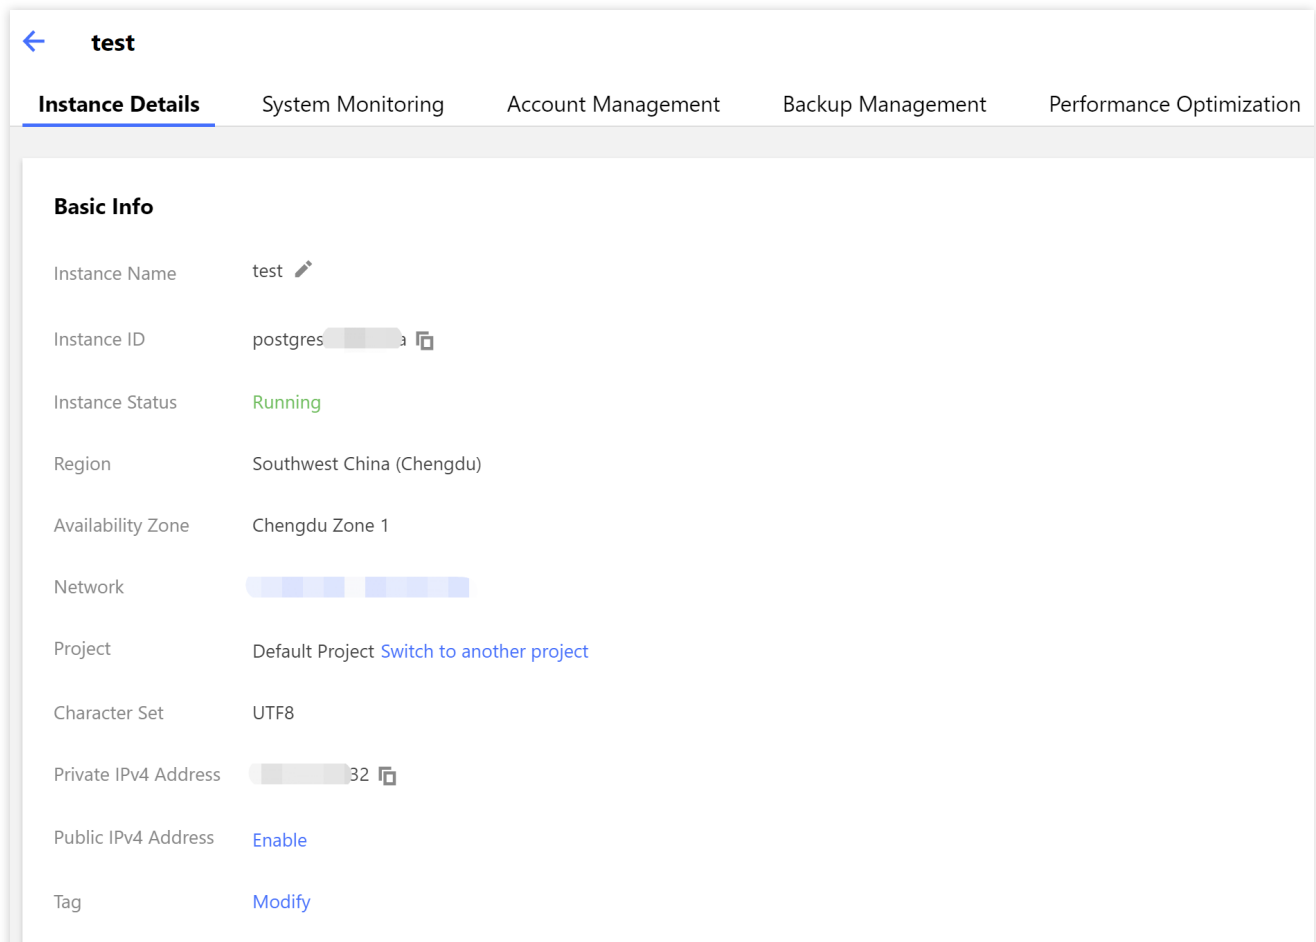 test
Instance Details System Monitoring Account Management Backup Management Performance Optimization
Basic Info
Instance Name test
Instance ID postgres a
Instance Status Running
Region Southwest China (Chengdu)
Availability Zone Chengdu Zone 1
Network
Project Default Project Switch to another project
Character Set UTF8
Private IPv4 Address 32
Public IPv4 Address Enable
Tag Modify